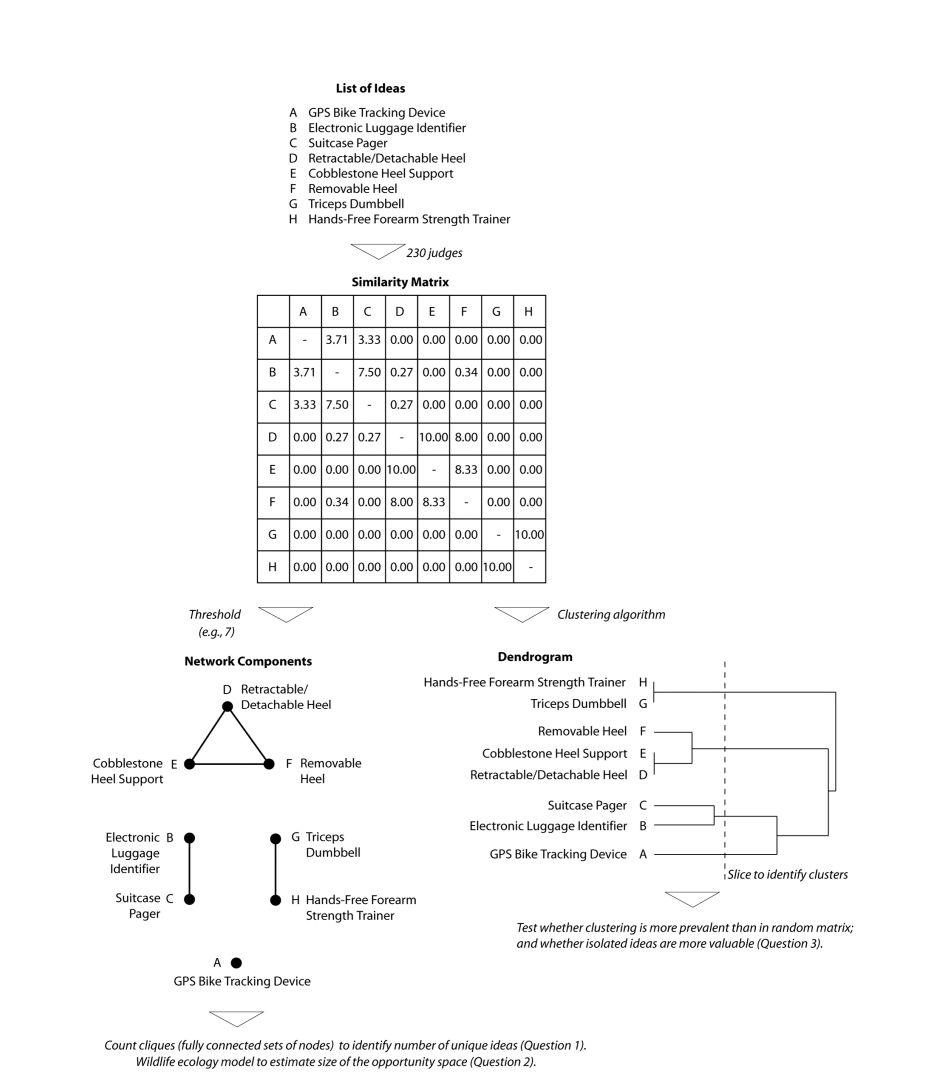 List of Ideas
A GPS Bike Tracking Device
B Electronic Luggage Identifier
C Suitcase Pager
D Retractable/Detachable Heel
E Cobblestone Heel Support
F Removable Heel
G Triceps Dumbbell
H Hands-Free Forearm Strength Trainer
230 judges
Similarity Matrix
A B C D E F G H
A - 3.71 3.33 0.00 0.00 0.00 0.00 0.00
B 3.71 - 7.50 0.27 0.00 0.34 0.00 0.00
C 3.33 7.50 - 0.27 0.00 0.00 0.00 0.00
D 0.00 0.27 0.27 - 10.00 8.00 0.00 0.00
E 0.00 0.00 0.00 10.00 - 8.33 0.00 0.00
F 0.00 0.34 0.00 8.00 8.33 - 0.00 0.00
G 0.00 0.00 0.00 0.00 0.00 0.00 - 10.00
H 0.00 0.00 0.00 0.00 0.00 0.00 10.00 -
Threshold
(e.g., 7)
Network Components
D Retractable/
Detachable Heel
Cobblestone E
Heel Support
F Removable
Heel
Electronic B
Luggage
Identifier
Suitcase C
Pager
G Triceps
Dumbbell
H Hands-Free Forearm
Strength Trainer
A
GPS Bike Tracking Device
Count cliques (fully connected sets of nodes) to identify number of unique ideas (Question 1).
Wildlife ecology model to estimate size of the opportunity space (Question 2).
Clustering algorithm
Dendrogram
Hands-Free Forearm Strength Trainer H
Triceps Dumbbell G
Removable Heel F
Cobblestone Heel Support E
Retractable/Detachable Heel D
Suitcase Pager C
Electronic Luggage Identifier B
GPS Bike Tracking Device A
Slice to identify clusters
Test whether clustering is more prevalent than in random matrix;
and whether isolated ideas are more valuable (Question 3).